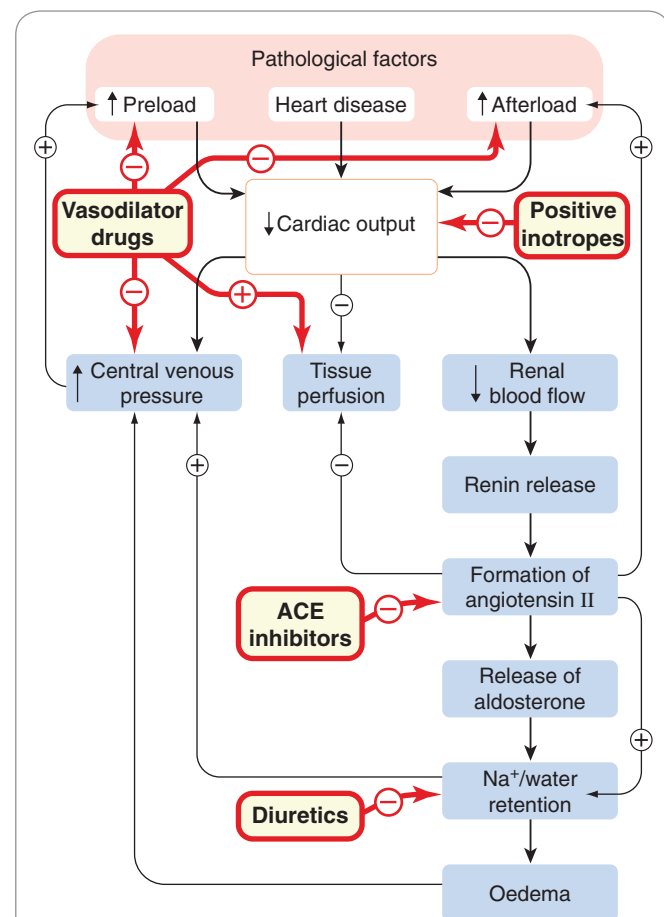 Pathological factors
↑ Preload
Heart disease
↑ Afterload
+
+
−
−
Vasodilator
drugs
↓ Cardiac output
−
Positive
inotropes
−
+
−
↑ Central venous
pressure
Tissue
perfusion
↓ Renal
blood flow
+
−
Renin release
Formation of
angiotensin II
ACE
inhibitors
−
Release of
aldosterone
+
Na⁺/water
retention
Diuretics
−
Oedema